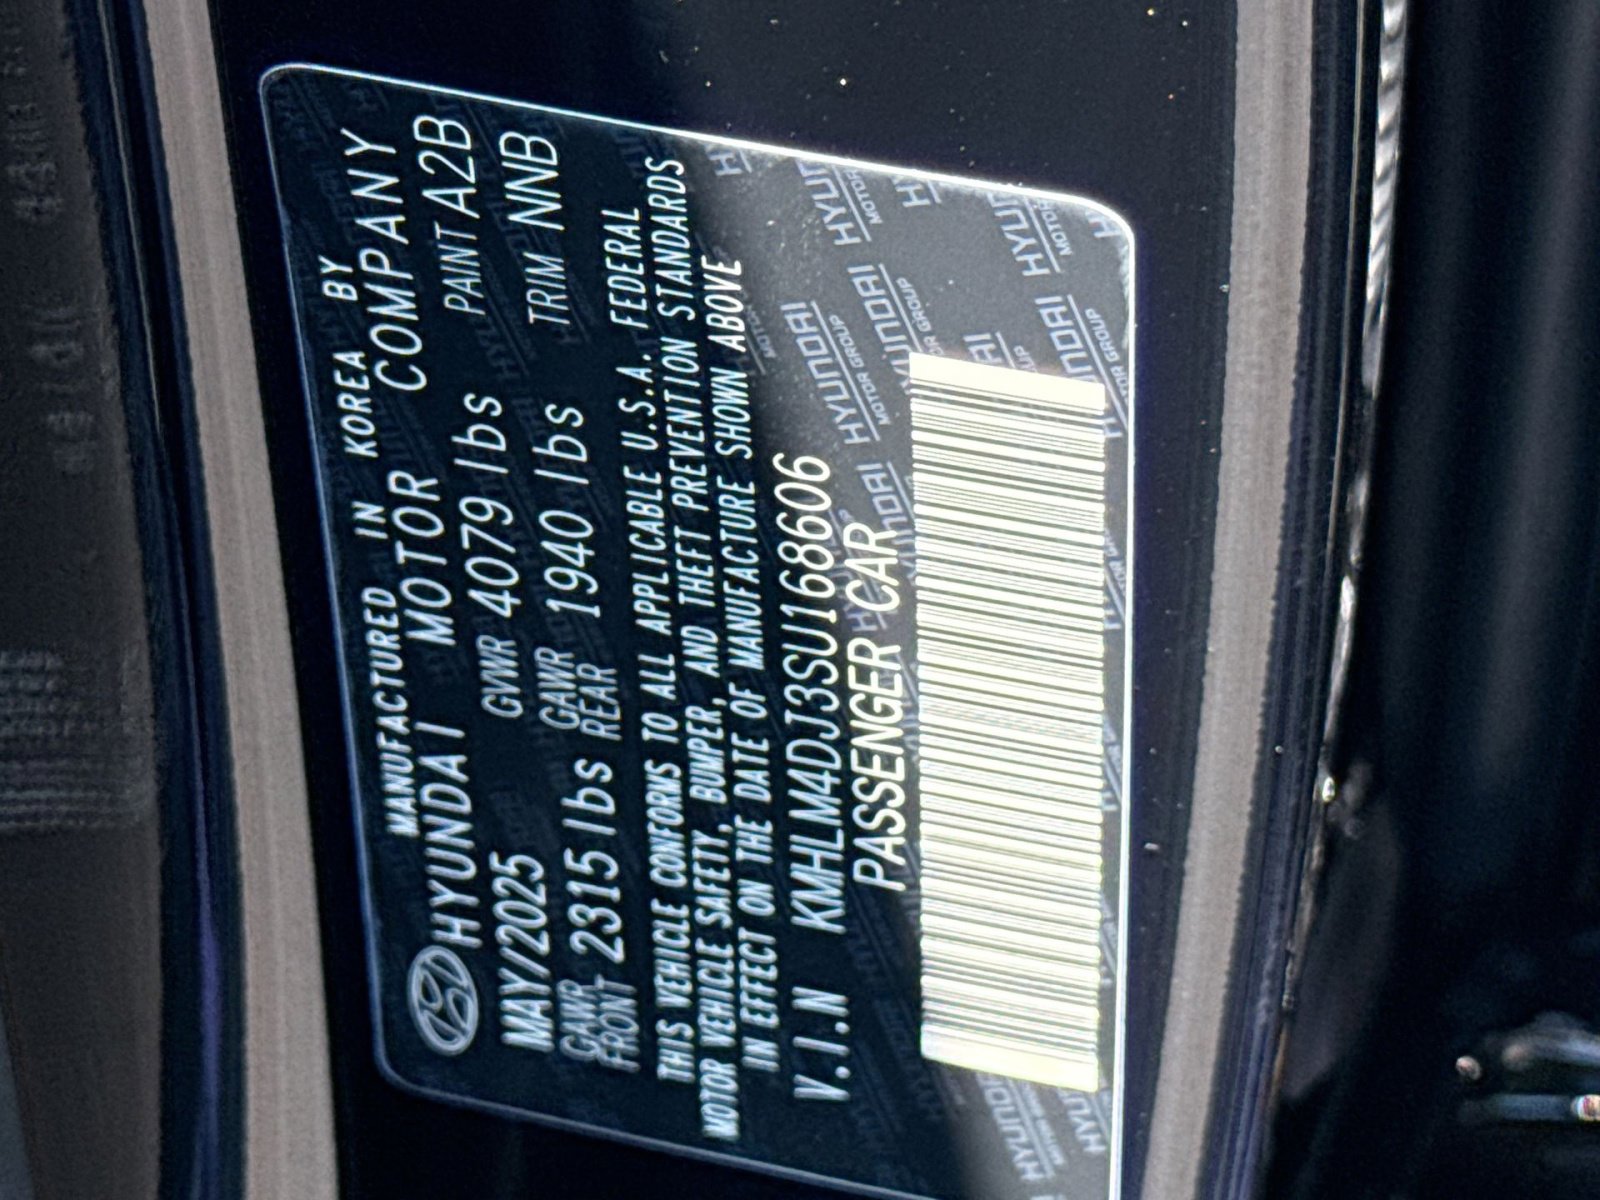 MANUFACTURED IN KOREA BY
HYUNDAI MOTOR COMPANY
MAY/2025 GVWR 4079 lbs PAINT A2B
GAWR FRONT 2315 lbs GAWR REAR 1940 lbs TRIM NNB
THIS VEHICLE CONFORMS TO ALL APPLICABLE U.S.A. FEDERAL
MOTOR VEHICLE SAFETY, BUMPER, AND THEFT PREVENTION STANDARDS
IN EFFECT ON THE DATE OF MANUFACTURE SHOWN ABOVE
V.I.N KMHLM4DJ3SU168606
PASSENGER CAR
HYUNDAI
MOTOR GROUP